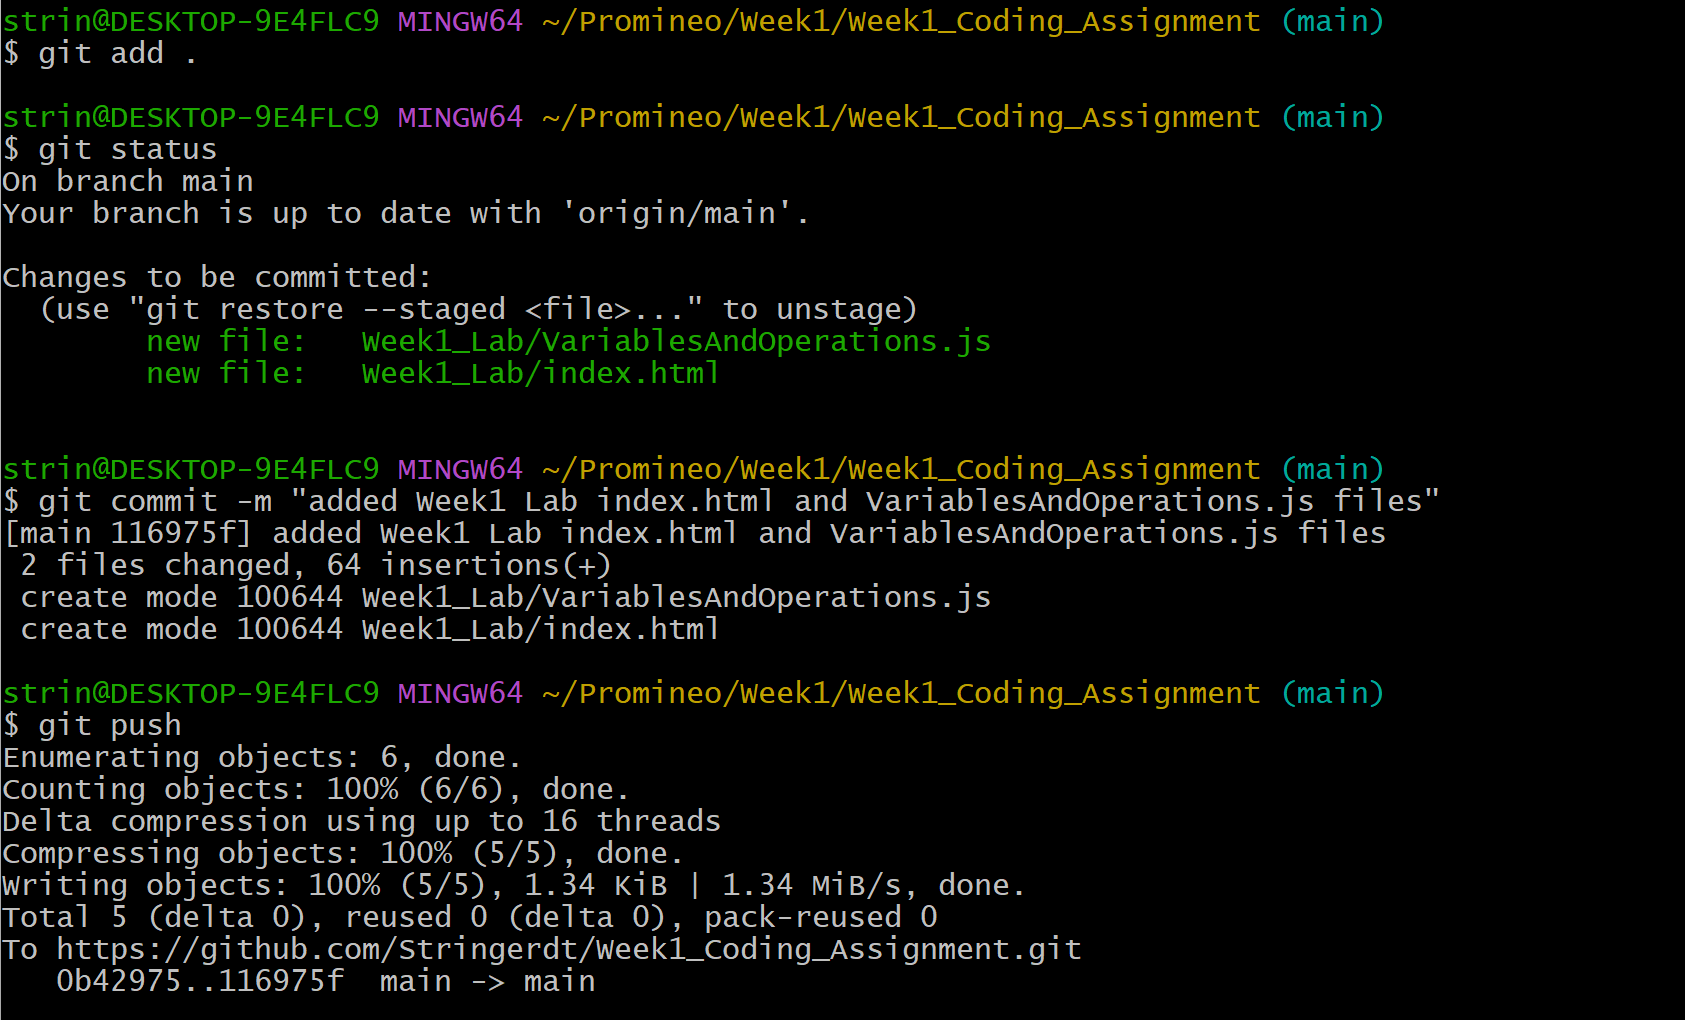 strin@DESKTOP-9E4FLC9 MINGW64 ~/Promineo/Week1/Week1_Coding_Assignment (main)
$ git add .
strin@DESKTOP-9E4FLC9 MINGW64 ~/Promineo/Week1/Week1_Coding_Assignment (main)
$ git status
On branch main
Your branch is up to date with 'origin/main'.
Changes to be committed:
  (use "git restore --staged <file>..." to unstage)
        new file:   Week1_Lab/VariablesAndOperations.js
        new file:   Week1_Lab/index.html
strin@DESKTOP-9E4FLC9 MINGW64 ~/Promineo/Week1/Week1_Coding_Assignment (main)
$ git commit -m "added Week1 Lab index.html and VariablesAndOperations.js files"
[main 116975f] added Week1 Lab index.html and VariablesAndOperations.js files
 2 files changed, 64 insertions(+)
 create mode 100644 Week1_Lab/VariablesAndOperations.js
 create mode 100644 Week1_Lab/index.html
strin@DESKTOP-9E4FLC9 MINGW64 ~/Promineo/Week1/Week1_Coding_Assignment (main)
$ git push
Enumerating objects: 6, done.
Counting objects: 100% (6/6), done.
Delta compression using up to 16 threads
Compressing objects: 100% (5/5), done.
Writing objects: 100% (5/5), 1.34 KiB | 1.34 MiB/s, done.
Total 5 (delta 0), reused 0 (delta 0), pack-reused 0
To https://github.com/Stringerdt/Week1_Coding_Assignment.git
   0b42975..116975f  main -> main